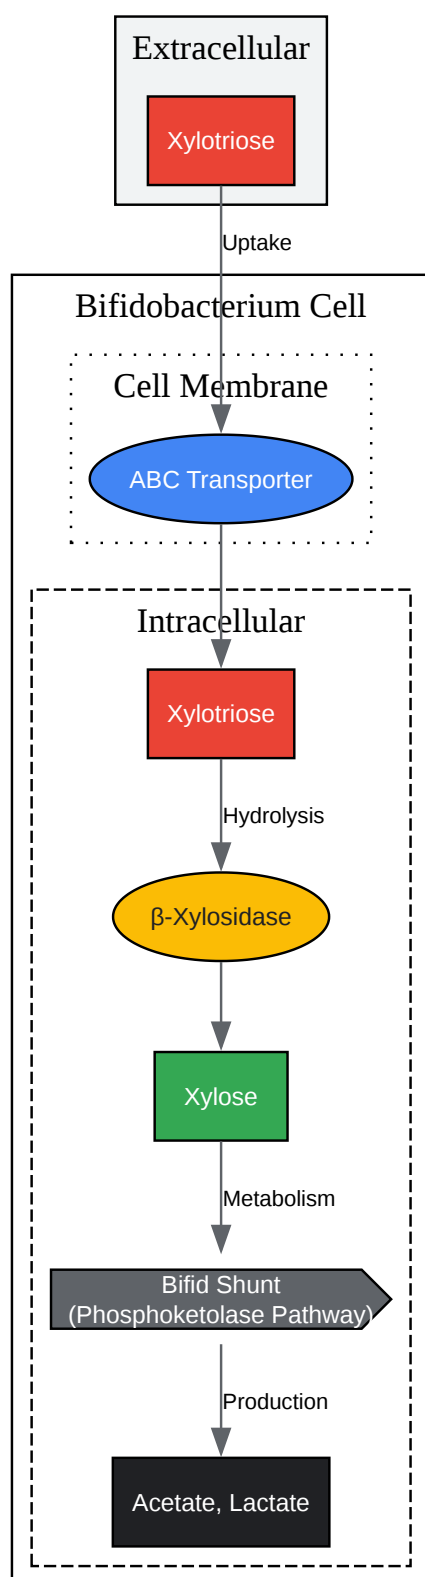 Extracellular
Xylotriose
Uptake
Bifidobacterium Cell
Cell Membrane
ABC Transporter
Intracellular
Xylotriose
Hydrolysis
β-Xylosidase
Xylose
Metabolism
Bifid Shunt
(Phosphoketolase Pathway)
Production
Acetate, Lactate